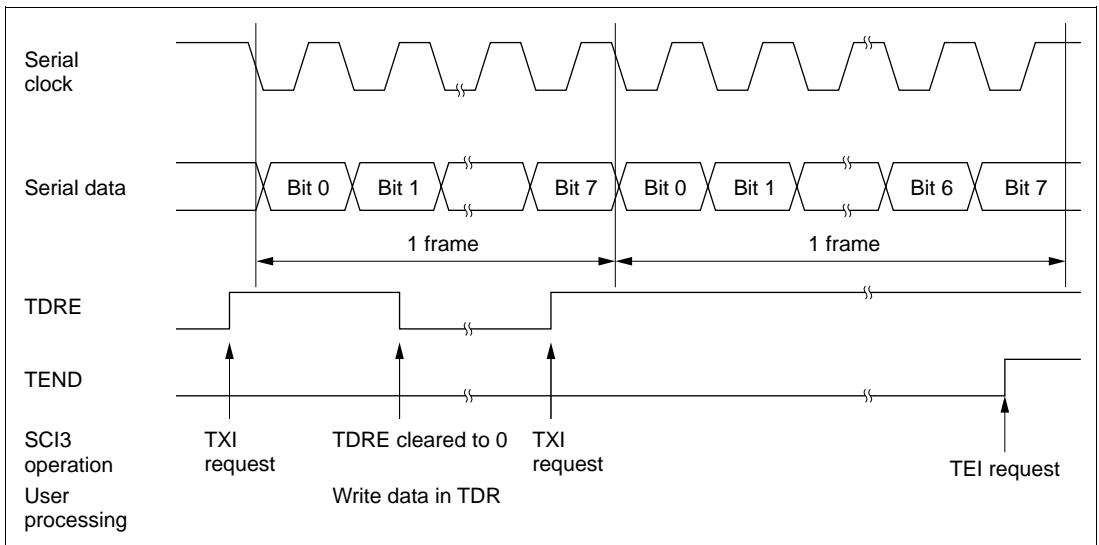 Serial
clock
Serial data
Bit 0
Bit 1
Bit 7
Bit 0
Bit 1
Bit 6
Bit 7
1 frame
1 frame
TDRE
TEND
SCI3
operation
TXI
request
TDRE cleared to 0
TXI
request
TEI request
User
processing
Write data in TDR